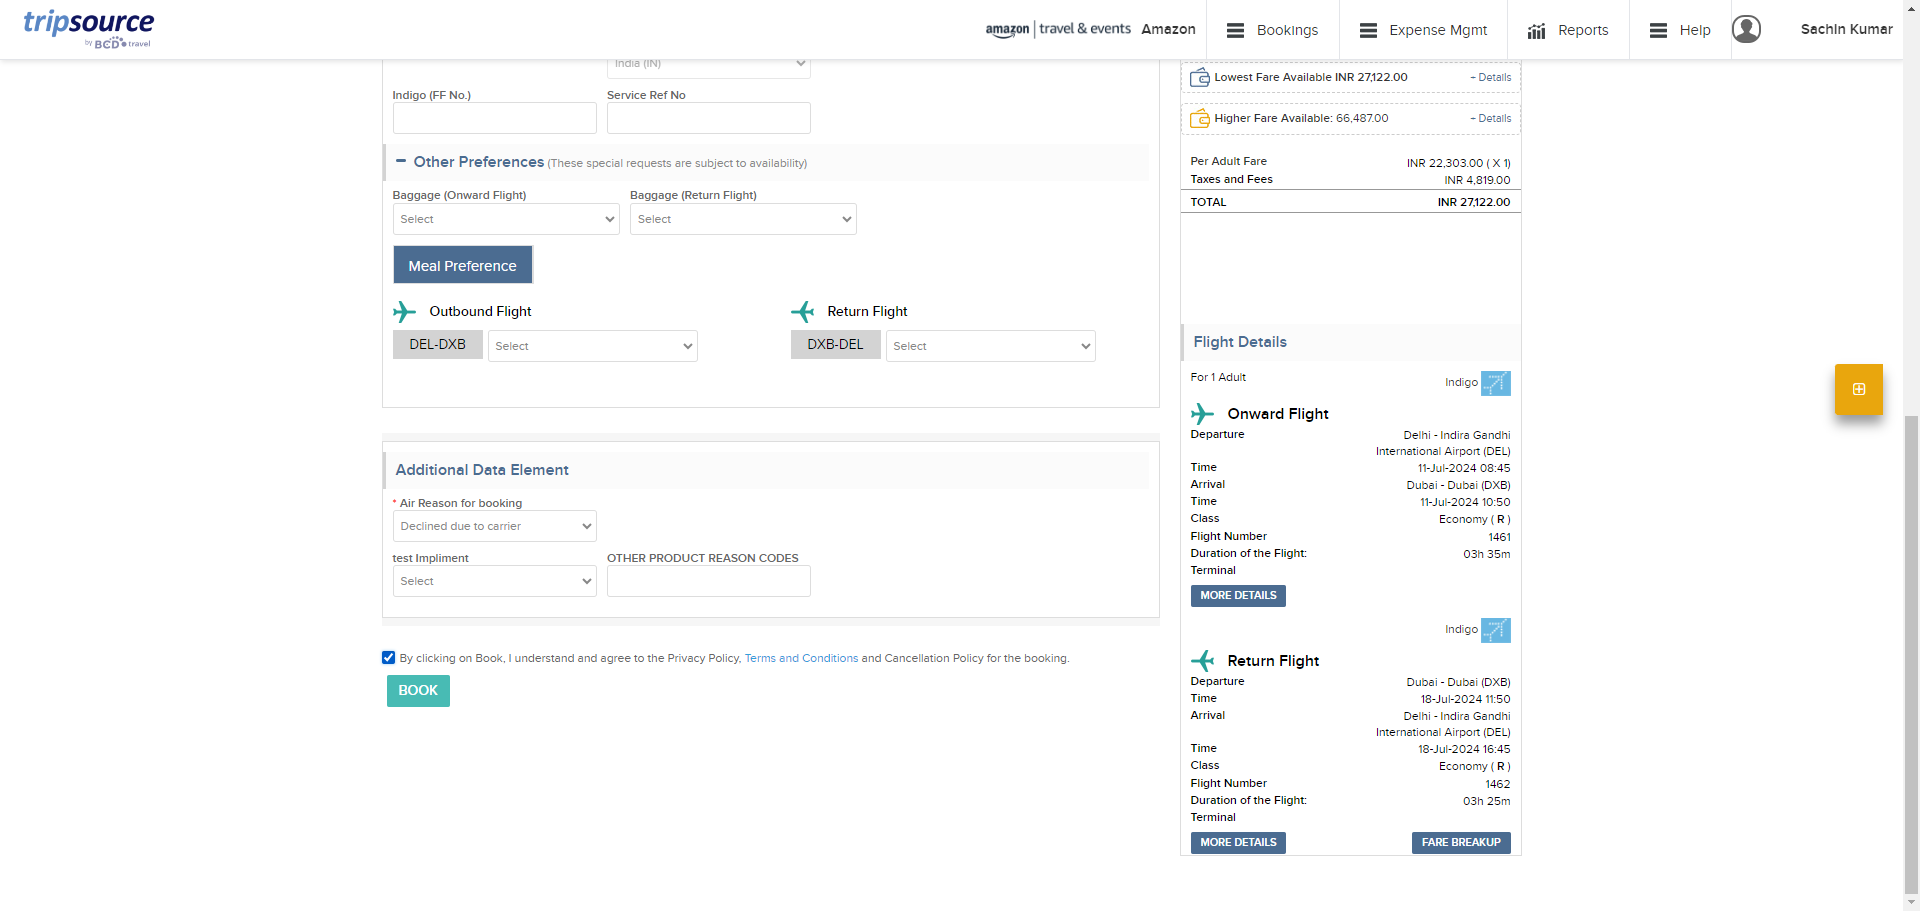 tripsource
by BCD travel
amazon | travel & events Amazon
Bookings
Expense Mgmt
Reports
Help
Sachin Kumar
India (IN)
Indigo (FF No.)
Service Ref No
− Other Preferences (These special requests are subject to availability)
Baggage (Onward Flight)
Baggage (Return Flight)
Select
Select
Meal Preference
Outbound Flight
Return Flight
DEL-DXB
Select
DXB-DEL
Select
Additional Data Element
* Air Reason for booking
Declined due to carrier
test Impliment
OTHER PRODUCT REASON CODES
Select
By clicking on Book, I understand and agree to the Privacy Policy, Terms and Conditions and Cancellation Policy for the booking.
BOOK
Lowest Fare Available INR 27,122.00 + Details
Higher Fare Available: 66,487.00 + Details
Per Adult Fare INR 22,303.00 ( X 1)
Taxes and Fees INR 4,819.00
TOTAL INR 27,122.00
Flight Details
For 1 Adult
Indigo
Onward Flight
Departure Delhi - Indira Gandhi
International Airport (DEL)
Time 11-Jul-2024 08:45
Arrival Dubai - Dubai (DXB)
Time 11-Jul-2024 10:50
Class Economy ( R )
Flight Number 1461
Duration of the Flight: 03h 35m
Terminal
MORE DETAILS
Indigo
Return Flight
Departure Dubai - Dubai (DXB)
Time 18-Jul-2024 11:50
Arrival Delhi - Indira Gandhi
International Airport (DEL)
Time 18-Jul-2024 16:45
Class Economy ( R )
Flight Number 1462
Duration of the Flight: 03h 25m
Terminal
MORE DETAILS
FARE BREAKUP